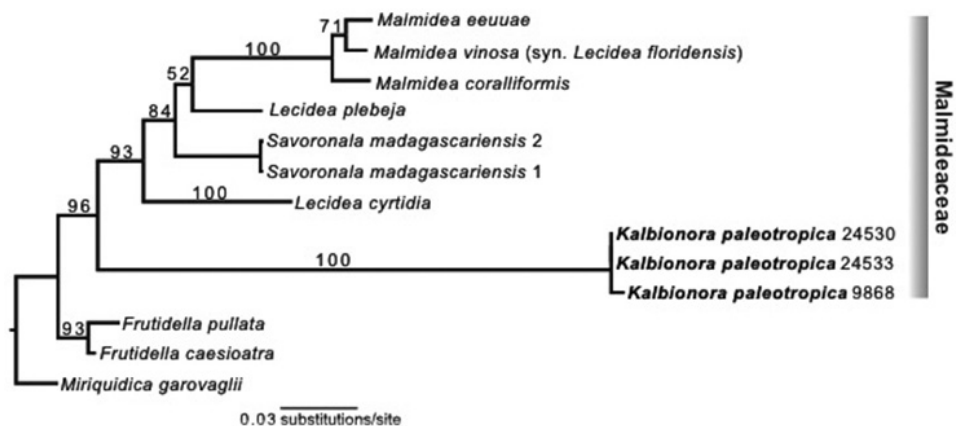 71
Malmidea eeuuae
100
Malmidea vinosa (syn. Lecidea floridensis)
52
Malmidea coralliformis
84
Lecidea plebeja
Savoronala madagascariensis 2
93
Savoronala madagascariensis 1
100
Lecidea cyrtidia
96
Kalbionora paleotropica 24530
100
Kalbionora paleotropica 24533
Kalbionora paleotropica 9868
Malmideaceae
93
Frutidella pullata
Frutidella caesioatra
Miriquidica garovaglii
0.03 substitutions/site